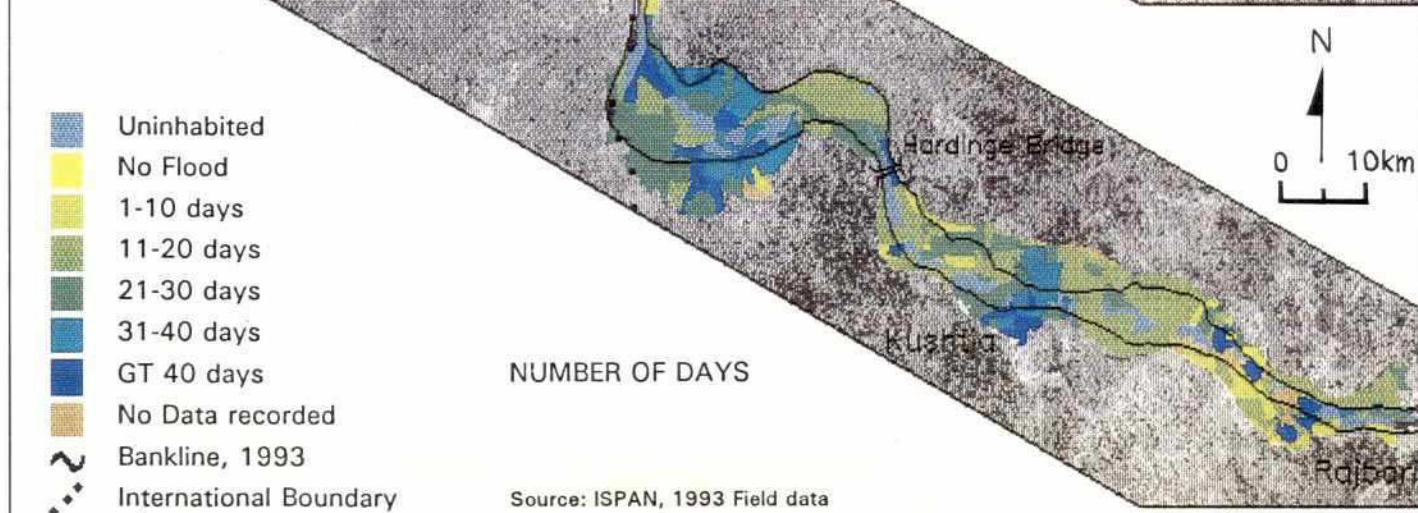 N
Hardinge Bridge
0 10km
Uninhabited
No Flood
1-10 days
11-20 days
21-30 days
31-40 days
GT 40 days
No Data recorded
Bankline, 1993
International Boundary
NUMBER OF DAYS
Kushtia
Rajbari
Source: ISPAN, 1993 Field data